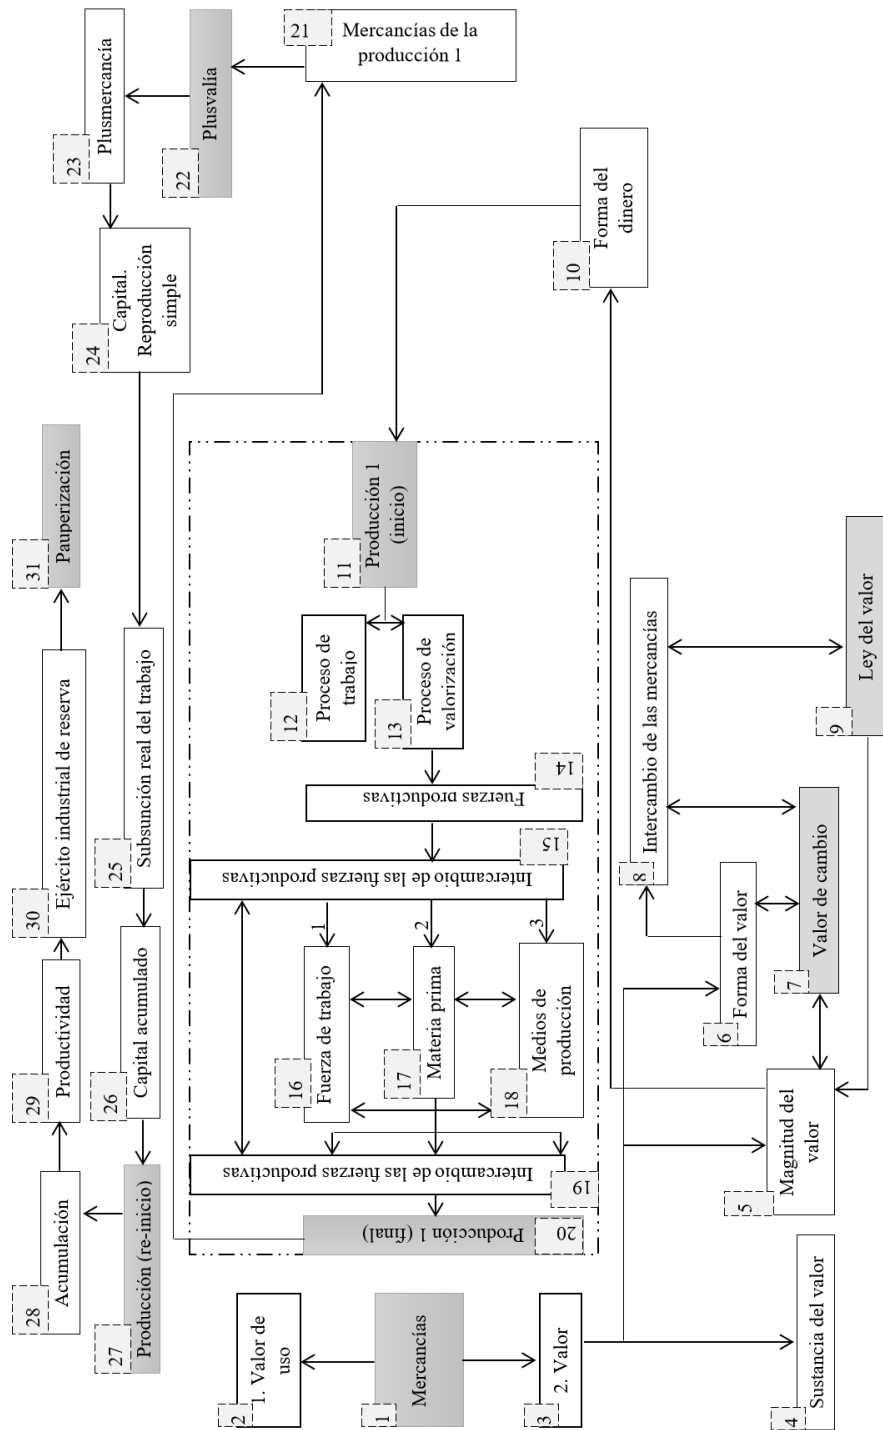 1
Mercancías
2
1. Valor de
uso
3
2. Valor
4
Sustancia del valor
5
Magnitud del
valor
6
Forma del valor
7
Valor de cambio
8
Intercambio de las mercancías
9
Ley del valor
10
Forma del
dinero
11
Producción 1
(inicio)
12
Proceso de
trabajo
13
Proceso de
valorización
14
Fuerzas productivas
15
Intercambio de las fuerzas productivas
1
2
3
16
Fuerza de trabajo
17
Materia prima
18
Medios de
producción
19
Intercambio de las fuerzas productivas
20
Producción 1 (final)
21
Mercancías de la
producción 1
22
Plusvalía
23
Plusmercancía
24
Capital.
Reproducción
simple
25
Subsunción real del trabajo
26
Capital acumulado
27
Producción (re-inicio)
28
Acumulación
29
Productividad
30
Ejército industrial de reserva
31
Pauperización